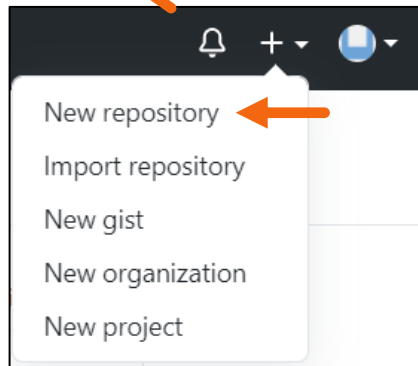 New repository
Import repository
New gist
New organization
New project